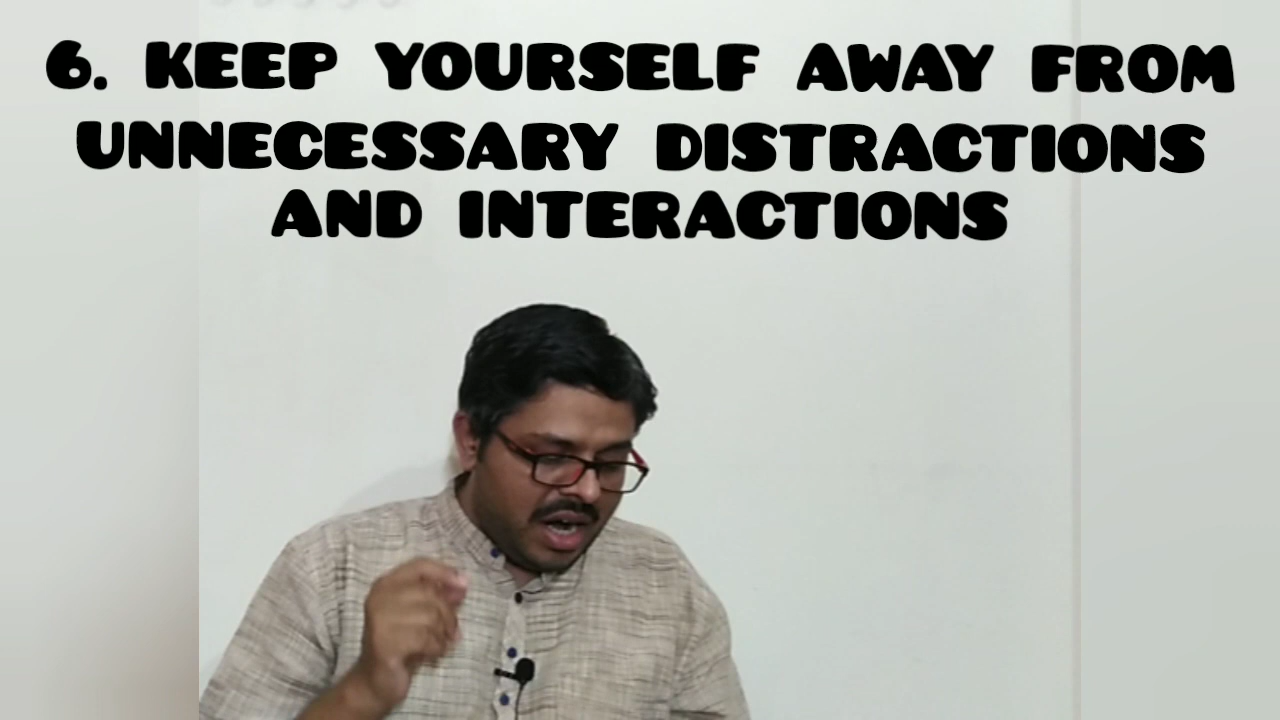 6. KEEP YOURSELF AWAY FROM
UNNECESSARY DISTRACTIONS
AND INTERACTIONS